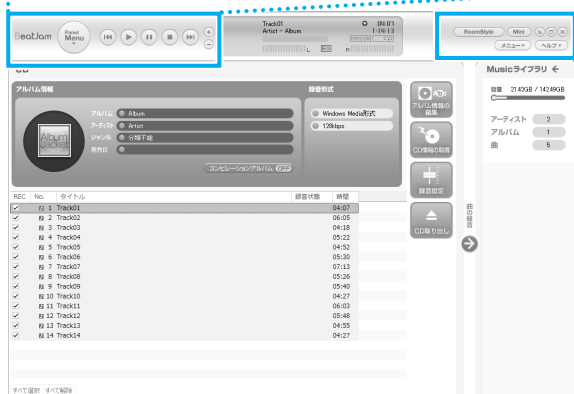 BeatJam
Panel
Menu
Track01
Artist - Album
04:07
1:14:13
RANDOM
L
R
RoomStyle
Mini
メニュー
ヘルプ
CD
Musicライブラリ
アルバム情報
録音形式
アルバム Album
アーティスト Artist
ジャンル 分類不能
発売日
Album
Jacket
コンピレーションアルバム OFF
Windows Media形式
128kbps
アルバム情報の
編集
CD情報の取得
録音設定
CD取り出し
容量 21.42GB / 142.49GB
アーティスト 2
アルバム 1
曲 5
曲の録音
REC No. タイトル 録音状態 時間
1 Track01 04:07
2 Track02 06:05
3 Track03 04:18
4 Track04 05:22
5 Track05 04:52
6 Track06 05:30
7 Track07 07:13
8 Track08 05:26
9 Track09 05:40
10 Track10 04:27
11 Track11 06:03
12 Track12 05:48
13 Track13 04:55
14 Track14 04:27
すべて選択 すべて解除